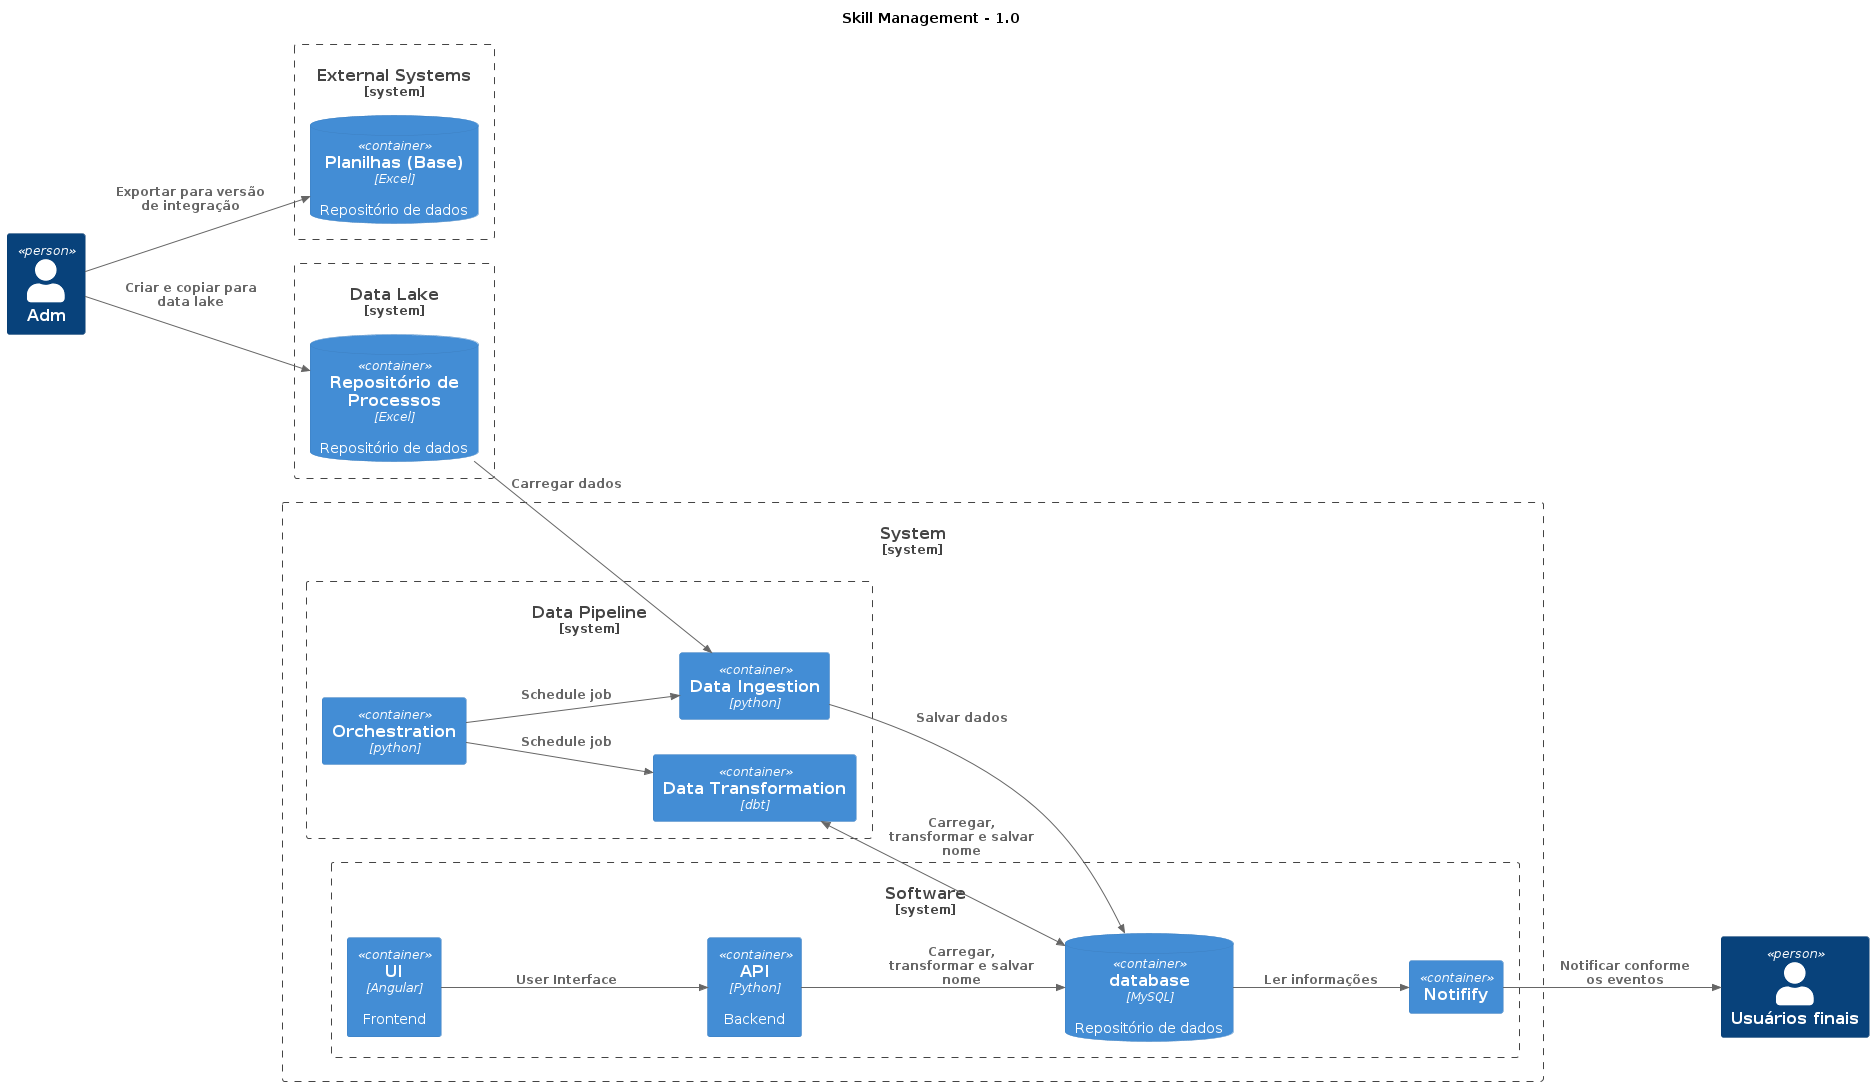 Skill Management - 1.0
External Systems
[system]
«container»
Planilhas (Base)
[Excel]
Repositório de dados
Exportar para versão
de integração
«person»
Adm
Criar e copiar para
data lake
Data Lake
[system]
«container»
Repositório de
Processos
[Excel]
Repositório de dados
Carregar dados
System
[system]
Data Pipeline
[system]
«container»
Orchestration
[python]
Schedule job
Schedule job
«container»
Data Ingestion
[python]
«container»
Data Transformation
[dbt]
Salvar dados
Carregar,
transformar e salvar
nome
Software
[system]
«container»
UI
[Angular]
Frontend
User Interface
«container»
API
[Python]
Backend
Carregar,
transformar e salvar
nome
«container»
database
[MySQL]
Repositório de dados
Ler informações
«container»
Notifify
Notificar conforme
os eventos
«person»
Usuários finais